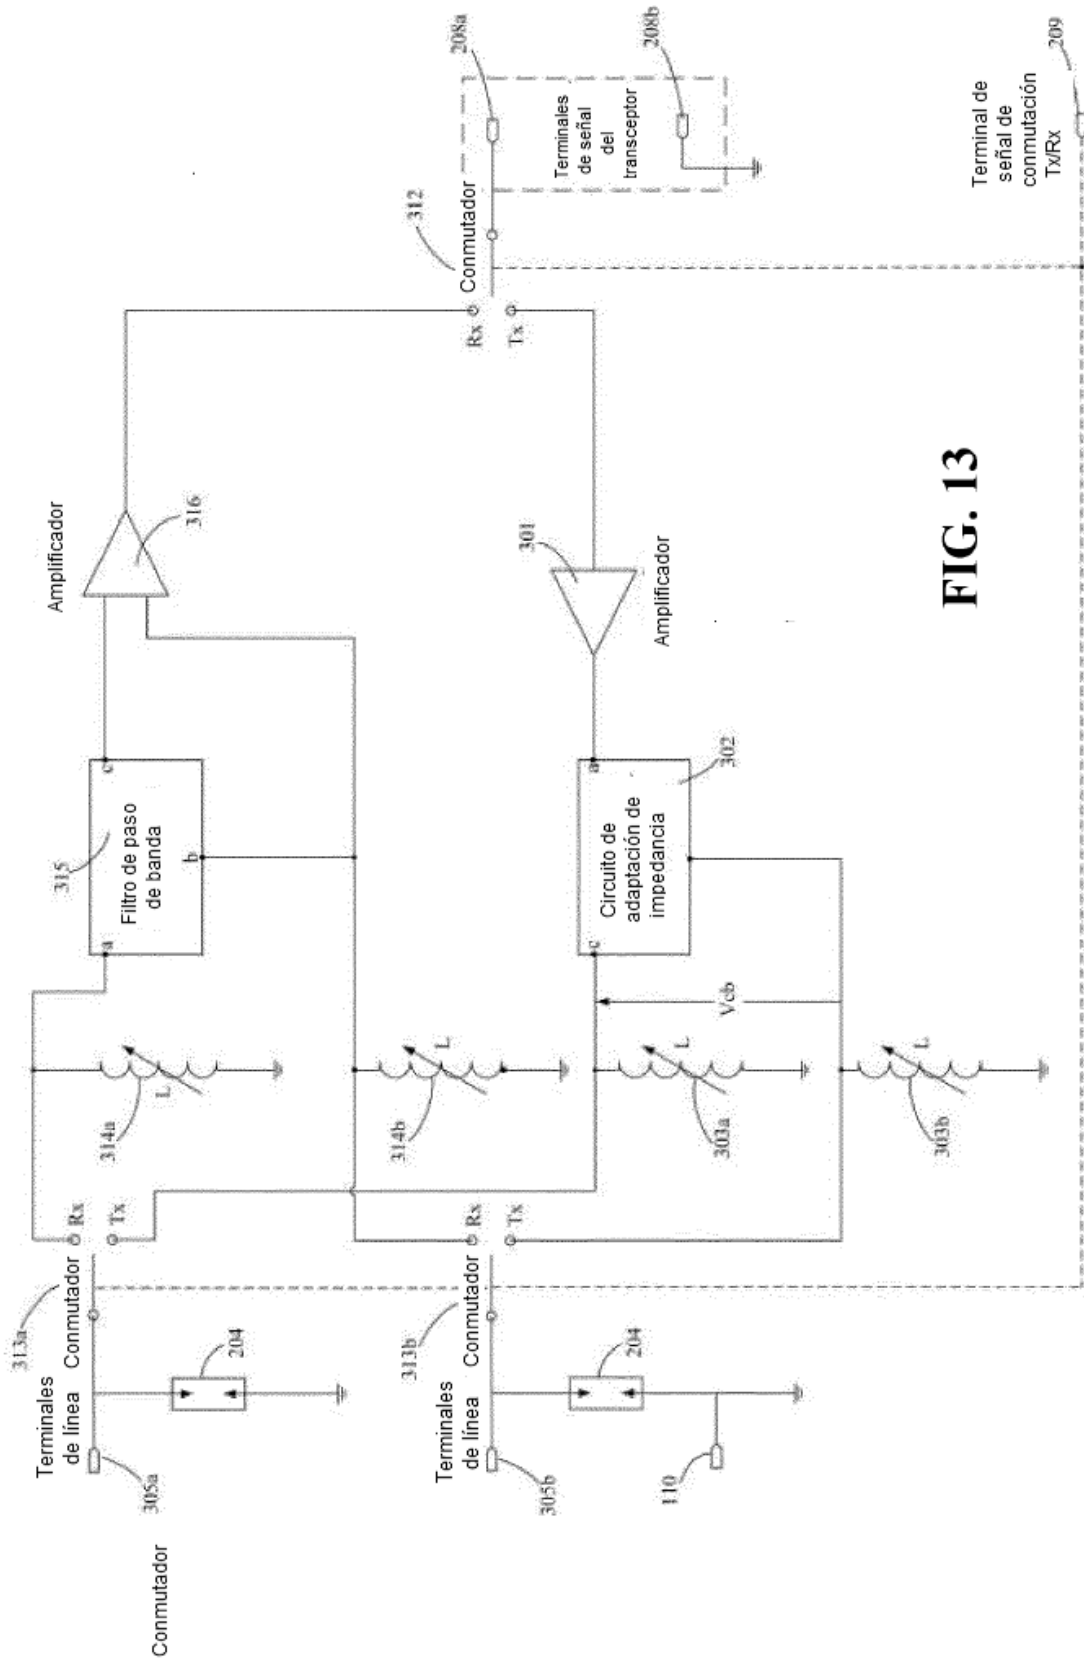 Conmutador
Terminales
de línea
305a
204
313a
Conmutador
Rx
Tx
314a
L
a
315
Filtro de paso
de banda
b
c
Amplificador
316
Terminales
de línea
305b
204
110
313b
Conmutador
Rx
Tx
314b
L
303a
L
303b
L
Vcb
c
Circuito de
adaptación de
impedancia
a
302
301
Amplificador
Rx
Tx
312
Conmutador
208a
Terminales
de señal
del
transceptor
208b
Terminal de
señal de
conmutación
Tx/Rx
209
FIG. 13